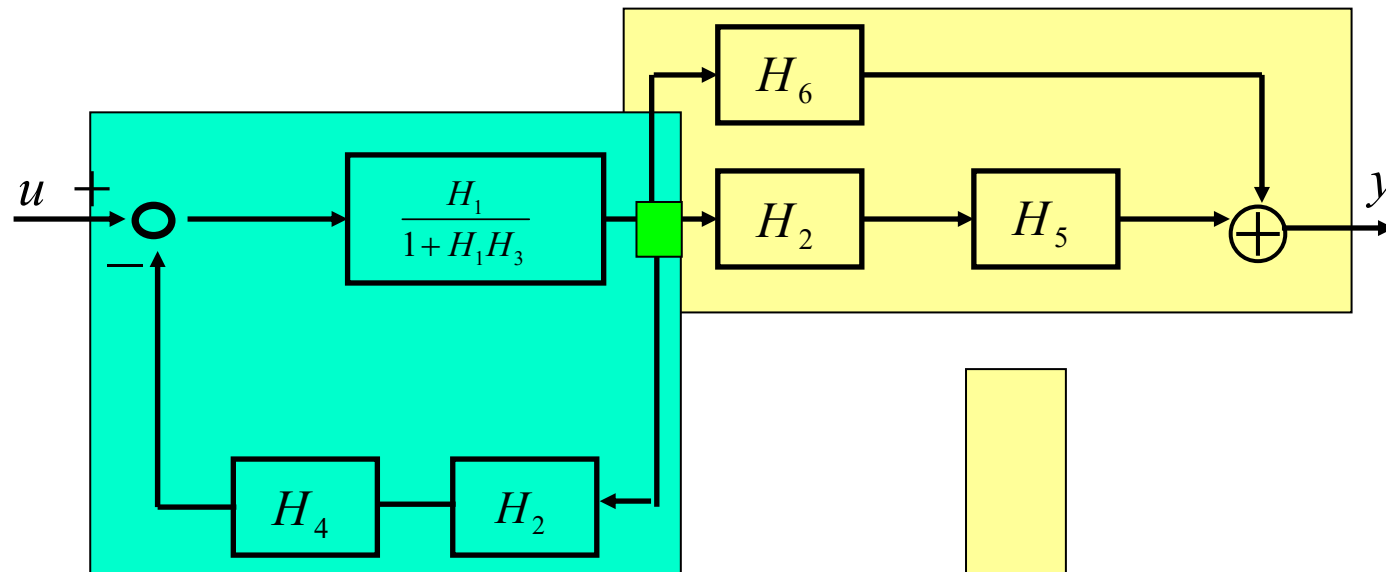 H₆
u
+
H₁
1 + H₁H₃
H₂
H₅
+
y
—
H₄
H₂